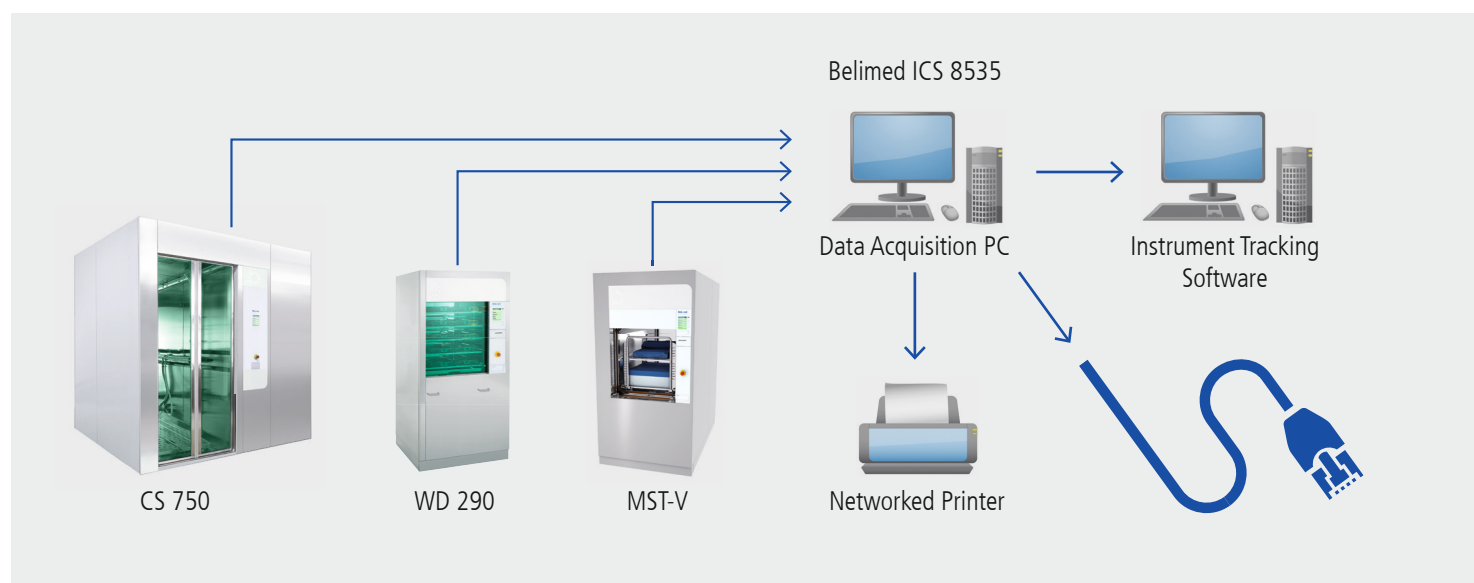 Belimed ICS 8535
Data Acquisition PC
Instrument Tracking
Software
CS 750
WD 290
MST-V
Networked Printer